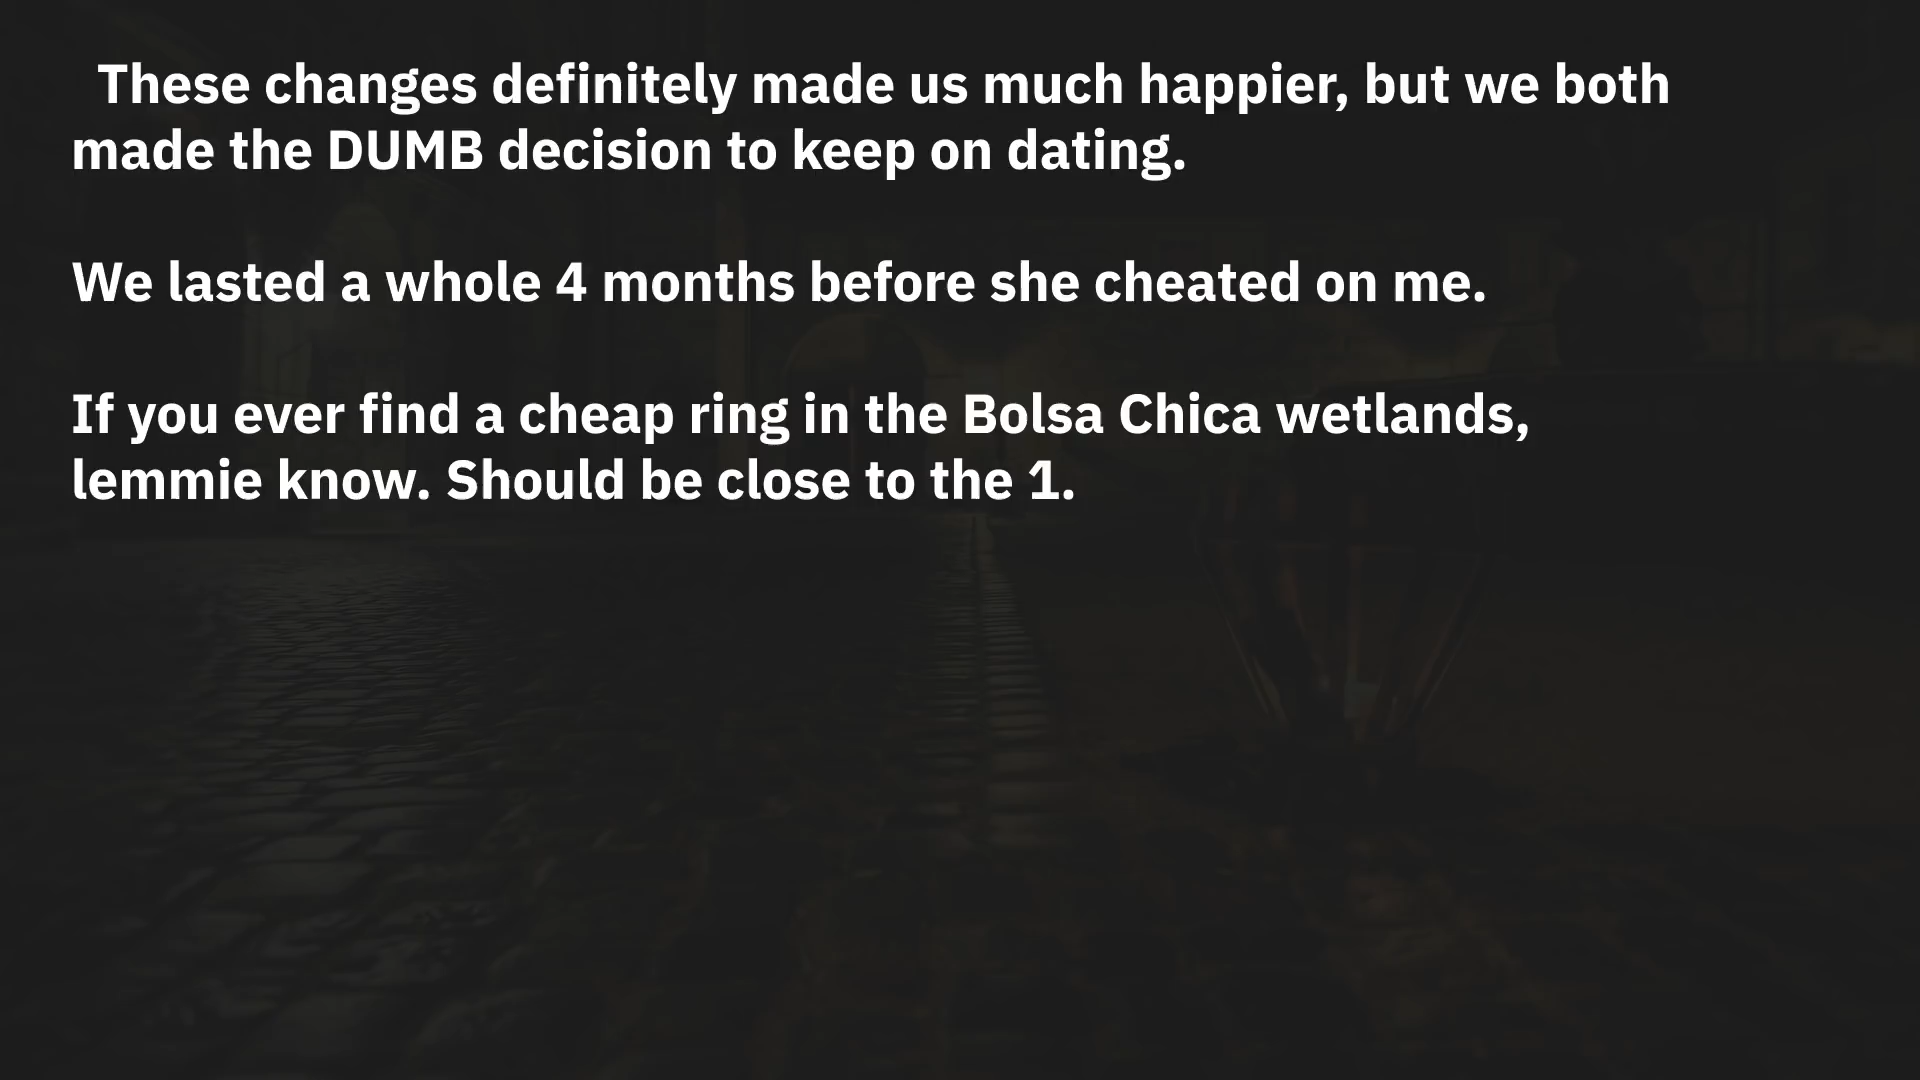 These changes definitely made us much happier, but we both
made the DUMB decision to keep on dating.
We lasted a whole 4 months before she cheated on me.
If you ever find a cheap ring in the Bolsa Chica wetlands,
lemmie know. Should be close to the 1.